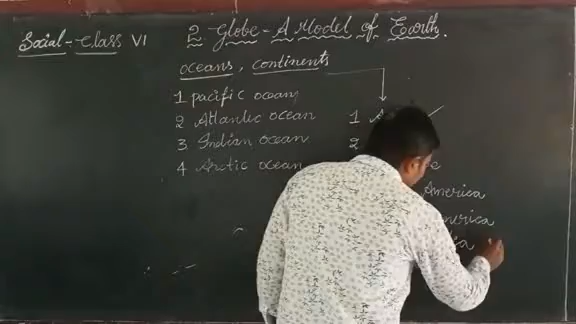 Social - Class VI
2. Globe - A Model of Earth.
oceans, continents
1 pacific ocean
2 Atlantic ocean
3 Indian ocean
4 Arctic ocean
1 A
2
America
merica